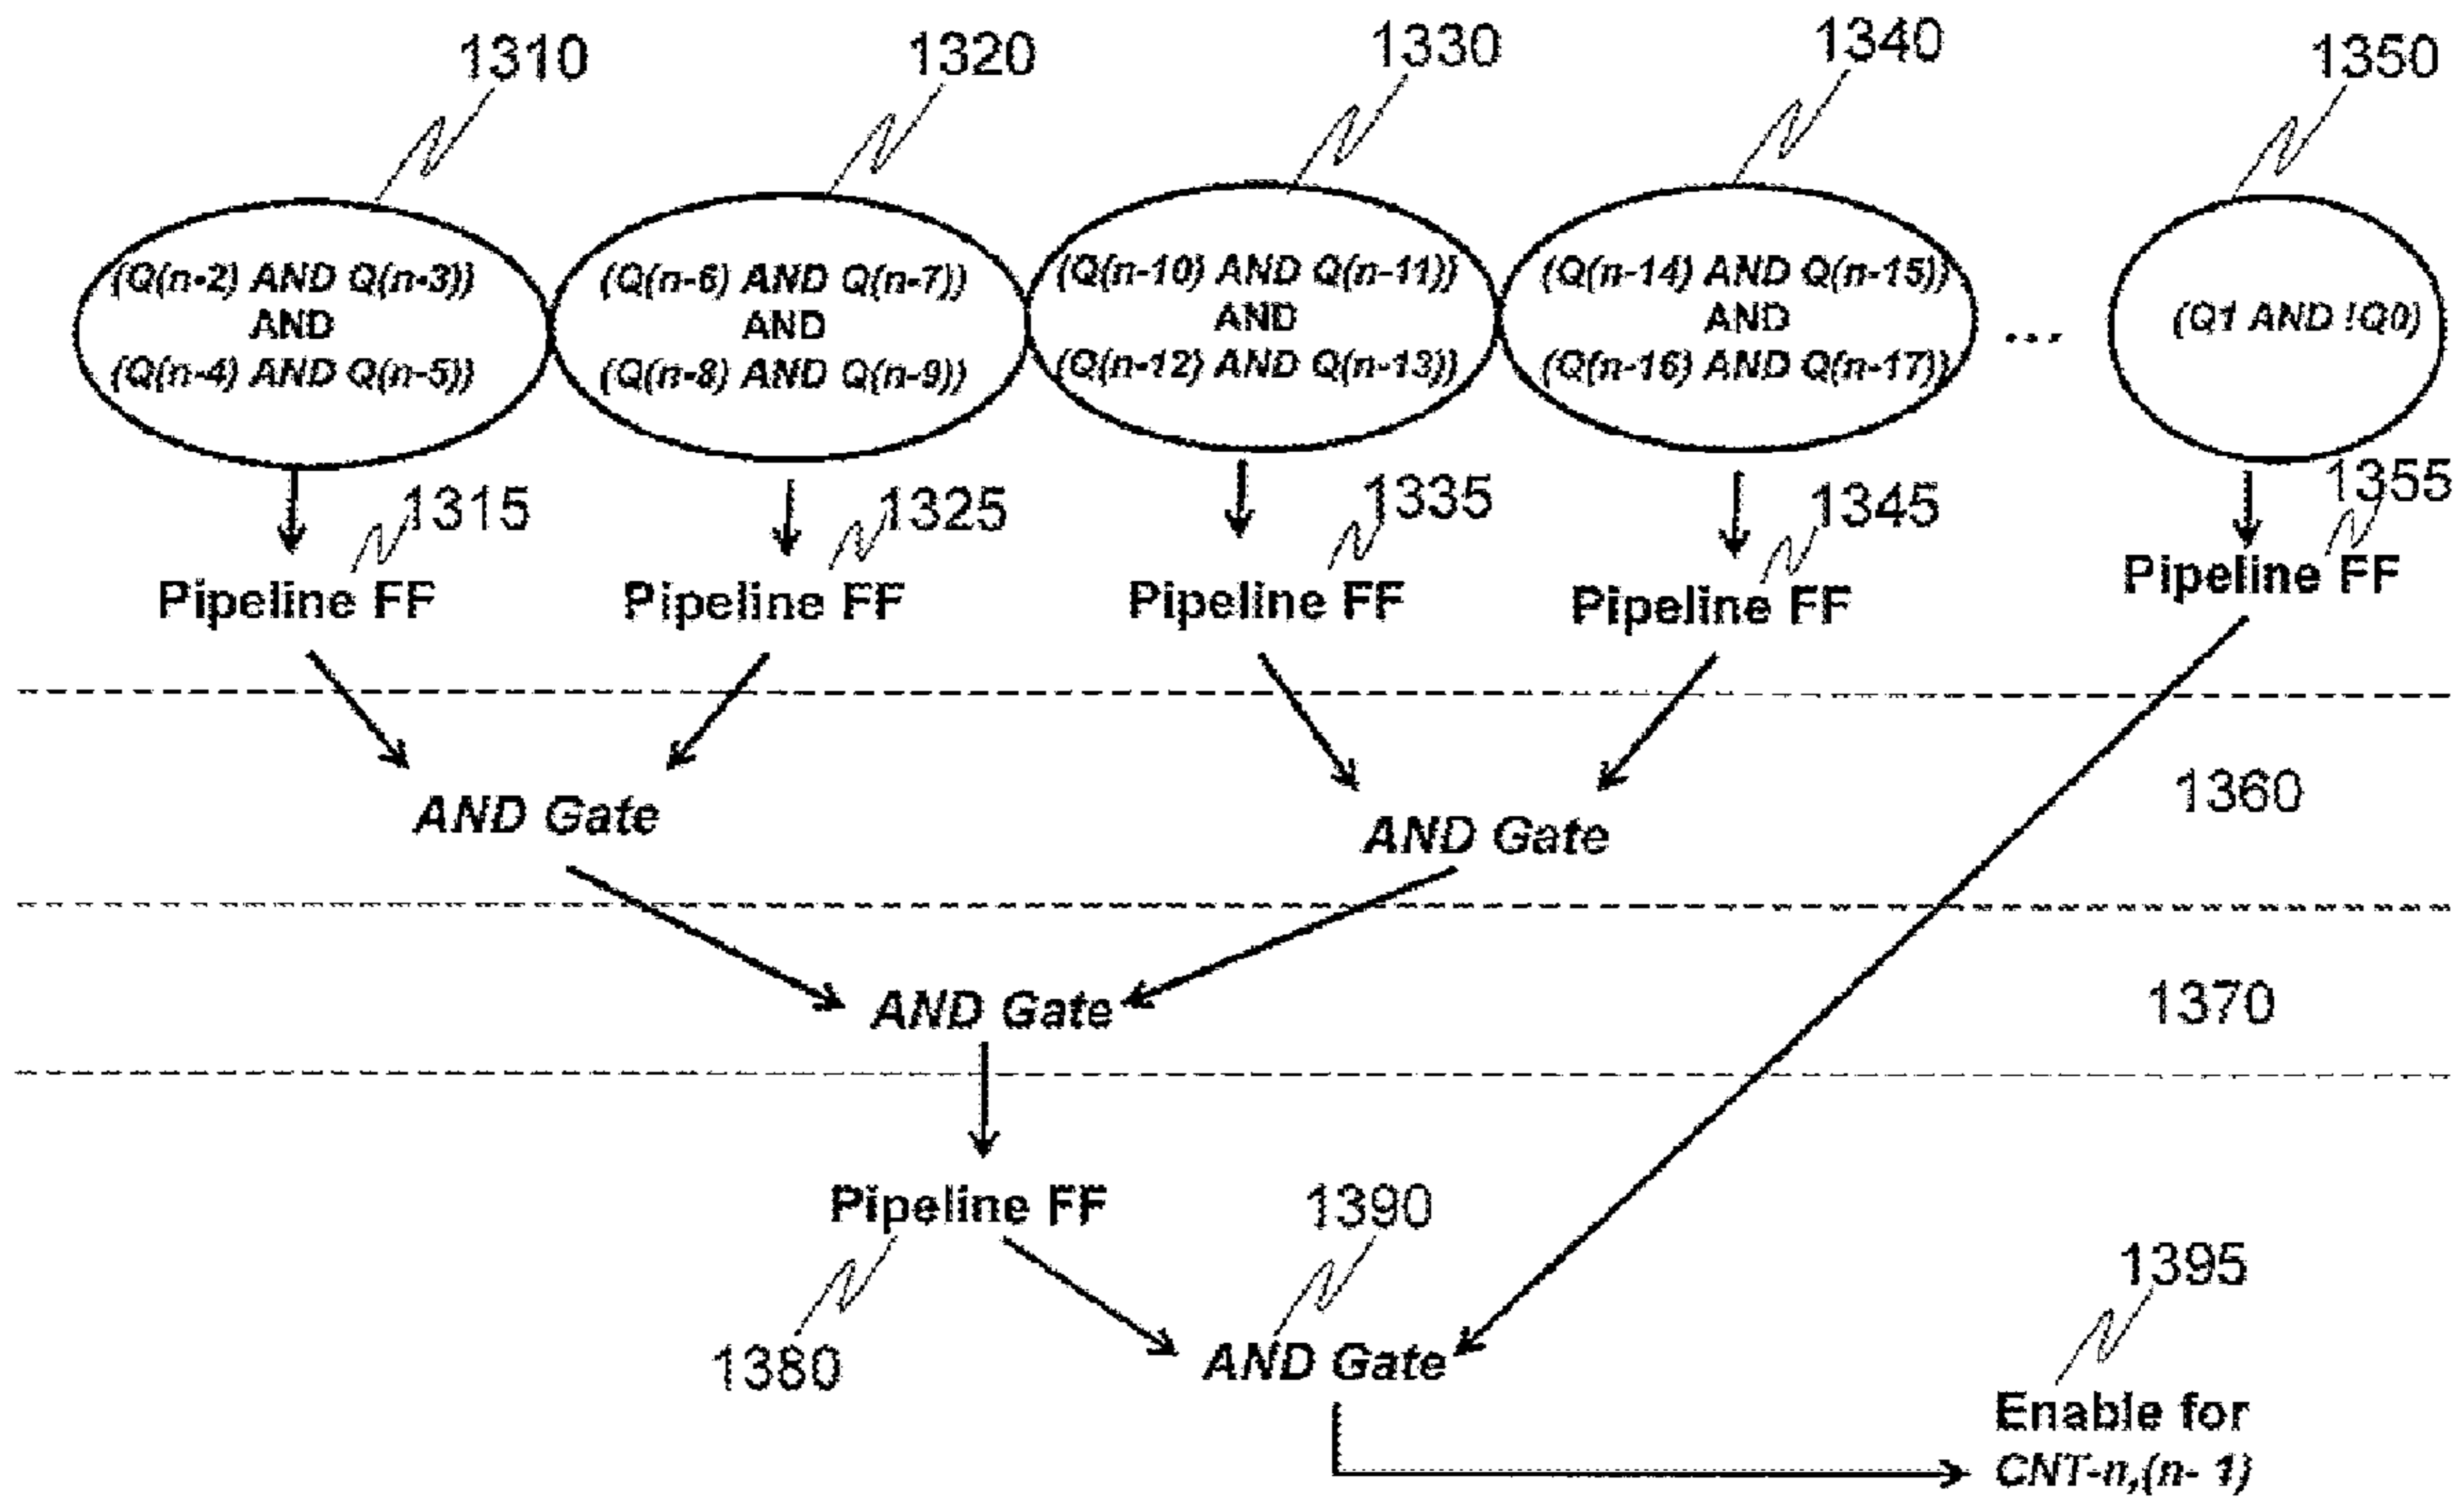 1310
1320
1330
1340
1350
(Q(n-2) AND Q(n-3))
AND
(Q(n-4) AND Q(n-5))
(Q(n-6) AND Q(n-7))
AND
(Q(n-8) AND Q(n-9))
(Q(n-10) AND Q(n-11))
AND
(Q(n-12) AND Q(n-13))
(Q(n-14) AND Q(n-15))
AND
(Q(n-16) AND Q(n-17))
...
(Q1 AND !Q0)
1315
1325
1335
1345
1355
Pipeline FF
Pipeline FF
Pipeline FF
Pipeline FF
Pipeline FF
AND Gate
AND Gate
1360
AND Gate
1370
Pipeline FF
1390
1380
AND Gate
1395
Enable for
CNT-n,(n-1)